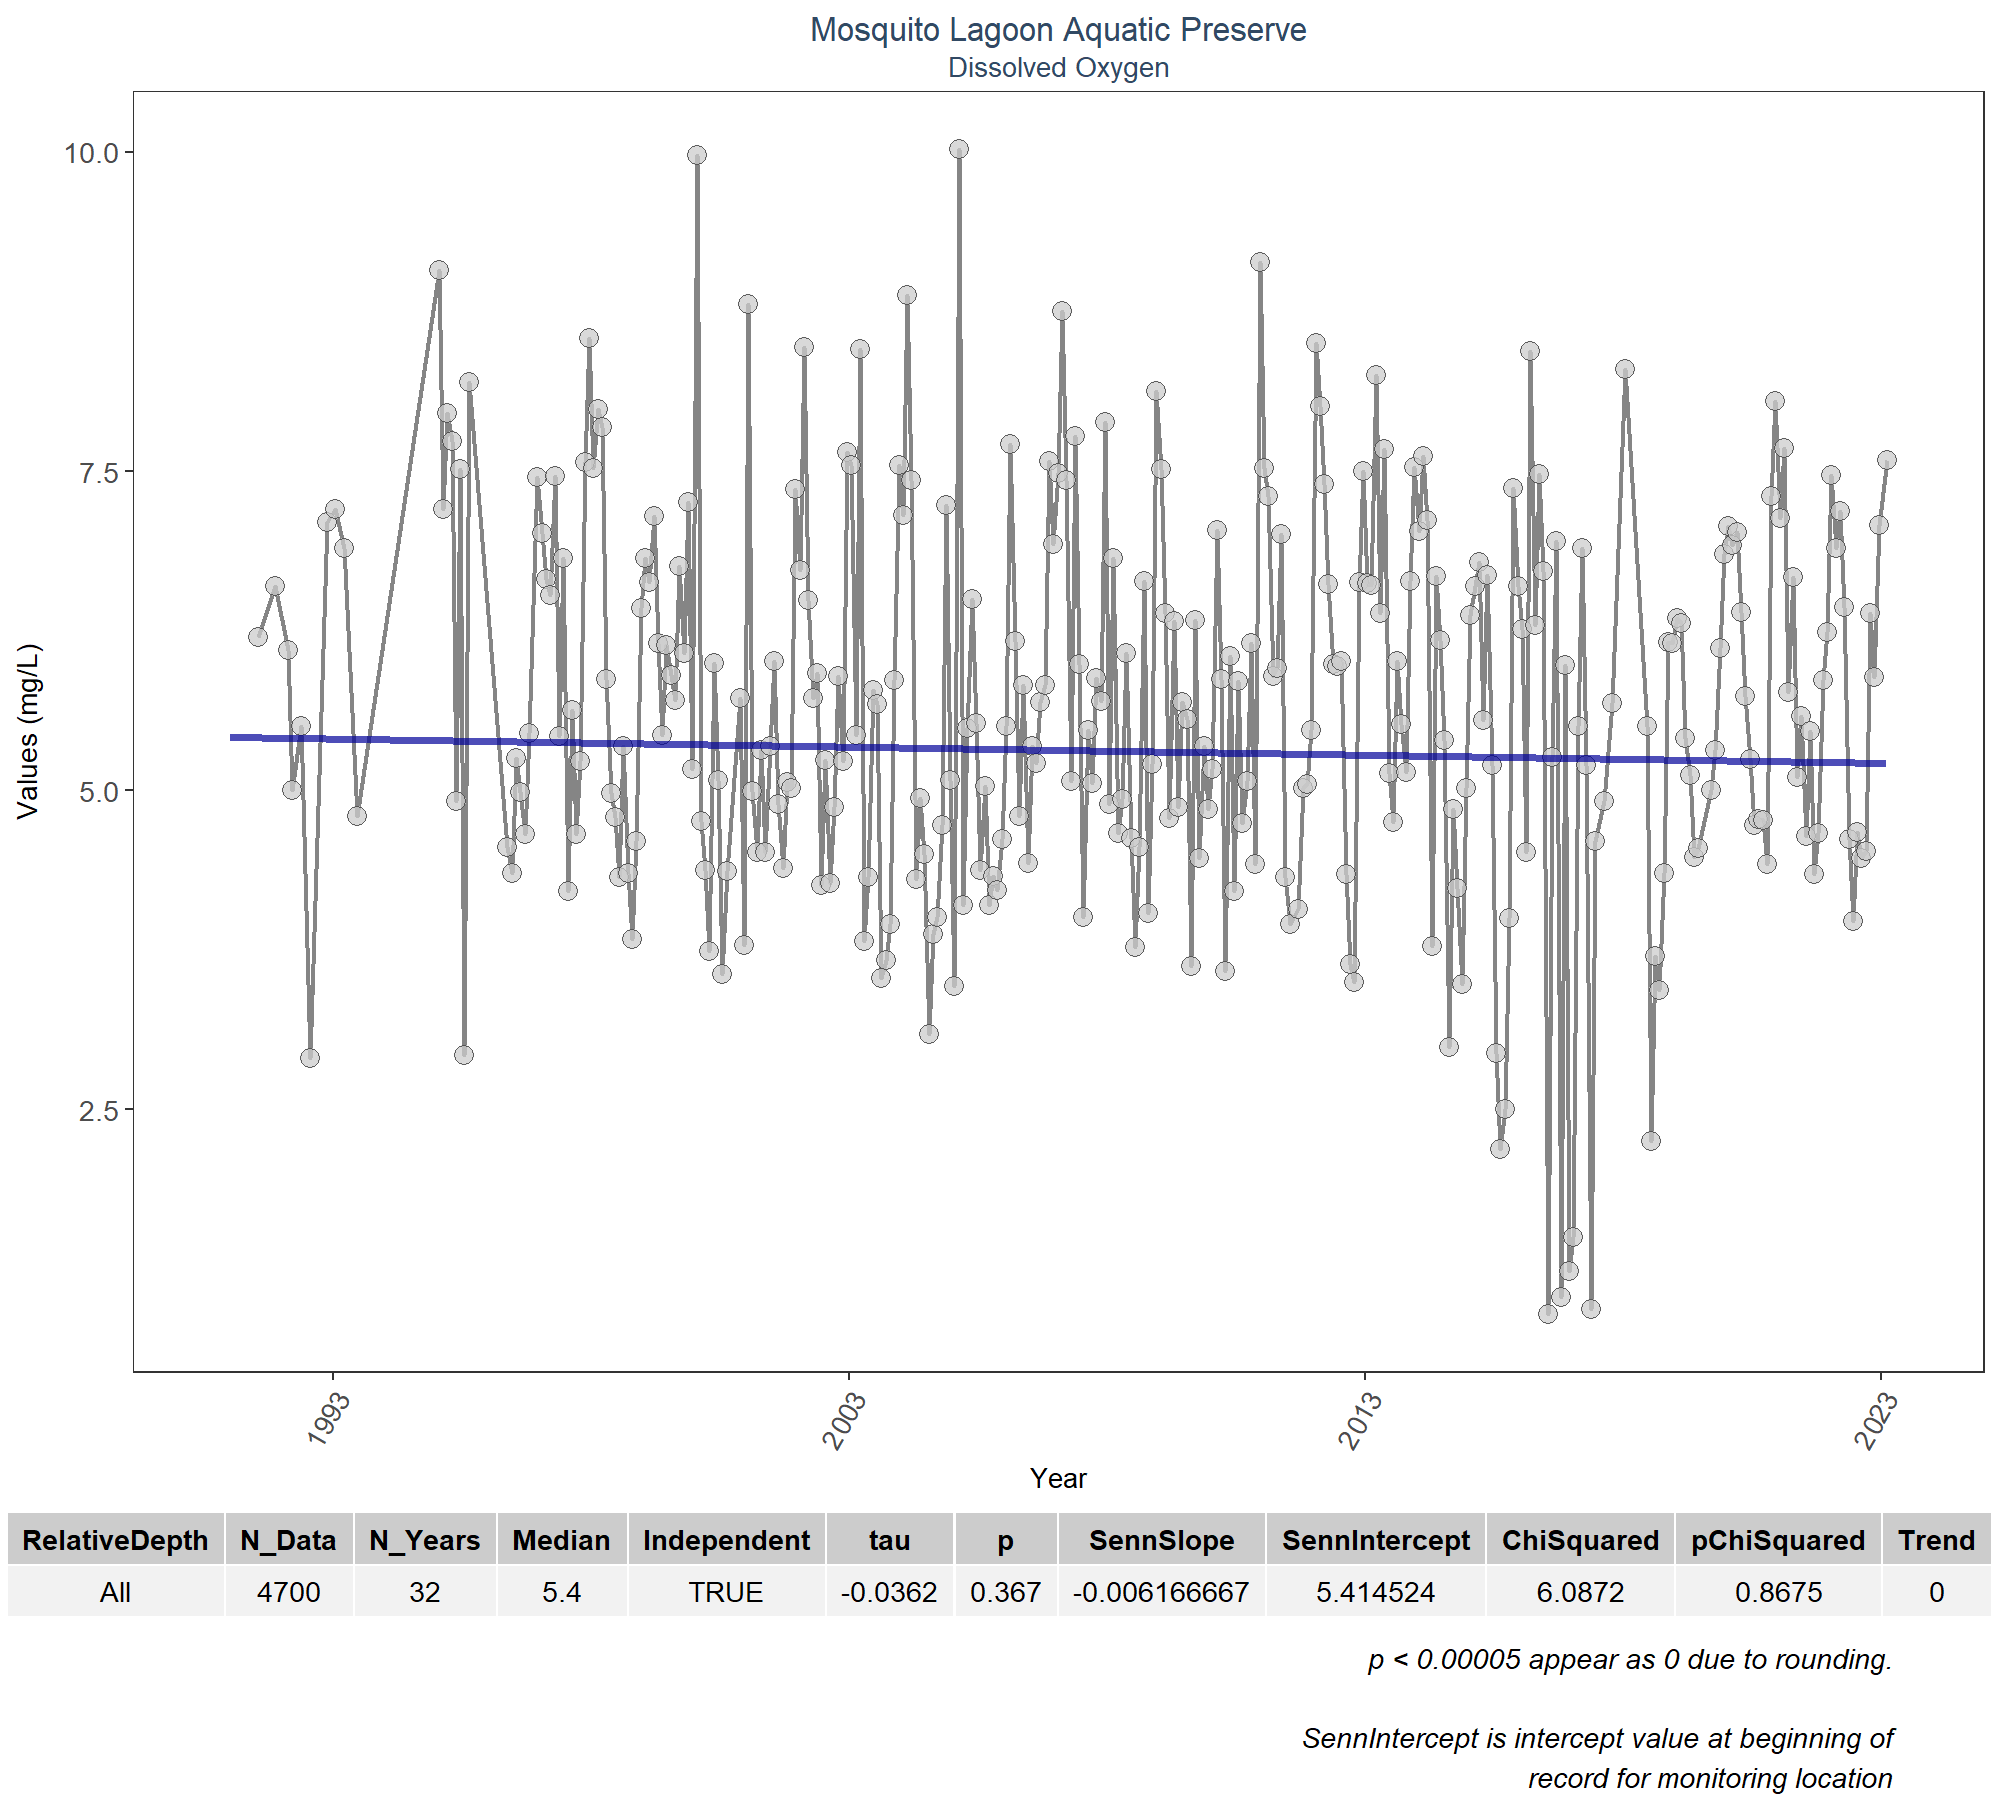 Mosquito Lagoon Aquatic Preserve
Dissolved Oxygen
10.0
7.5
5.0
2.5
Values (mg/L)
1993
2003
2013
2023
Year
RelativeDepth N_Data N_Years Median Independent tau p SennSlope SennIntercept ChiSquared pChiSquared Trend
All 4700 32 5.4 TRUE -0.0362 0.367 -0.006166667 5.414524 6.0872 0.8675 0
p < 0.00005 appear as 0 due to rounding.
SennIntercept is intercept value at beginning of
record for monitoring location